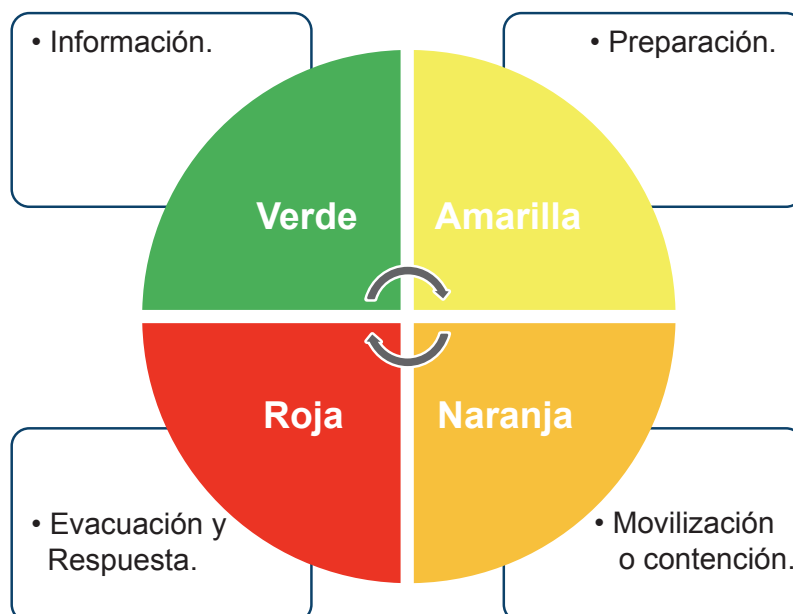 • Información.
• Preparación.
Verde
Amarilla
Roja
Naranja
• Evacuación y
Respuesta.
• Movilización
o contención.